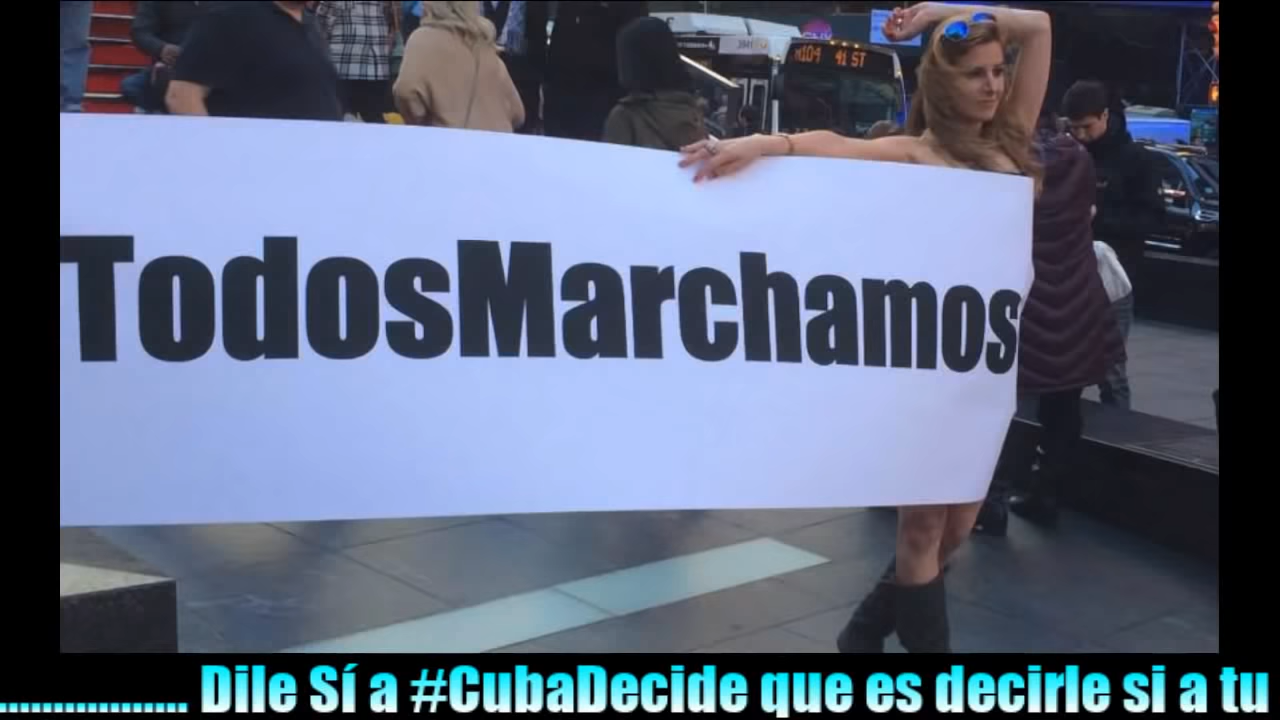 M104 41 ST
TodosMarchamos
................. Dile Sí a #CubaDecide que es decirle si a tu